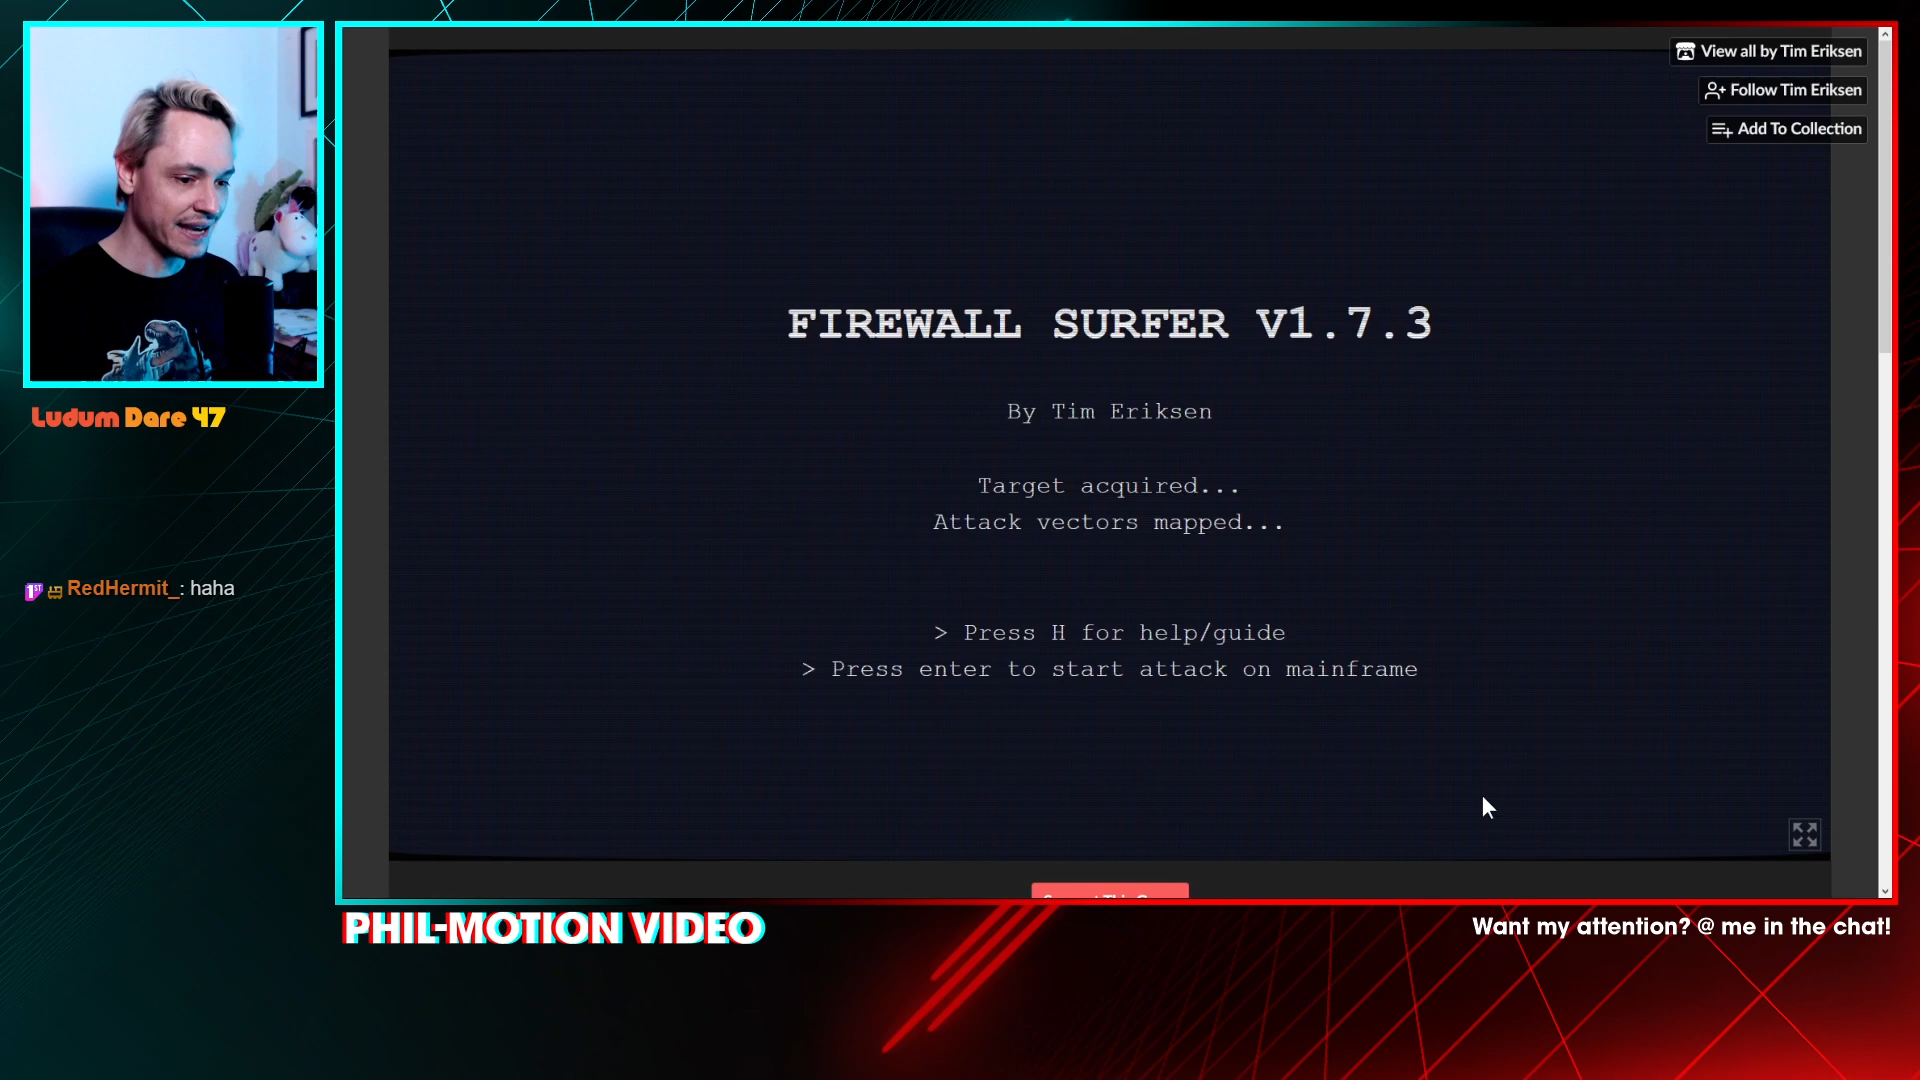 View all by Tim Eriksen
Follow Tim Eriksen
Add To Collection
FIREWALL SURFER V1.7.3
By Tim Eriksen
Target acquired...
Attack vectors mapped...
> Press H for help/guide
> Press enter to start attack on mainframe
Ludum Dare 47
1ST RedHermit_: haha
PHIL-MOTION VIDEO
Want my attention? @ me in the chat!